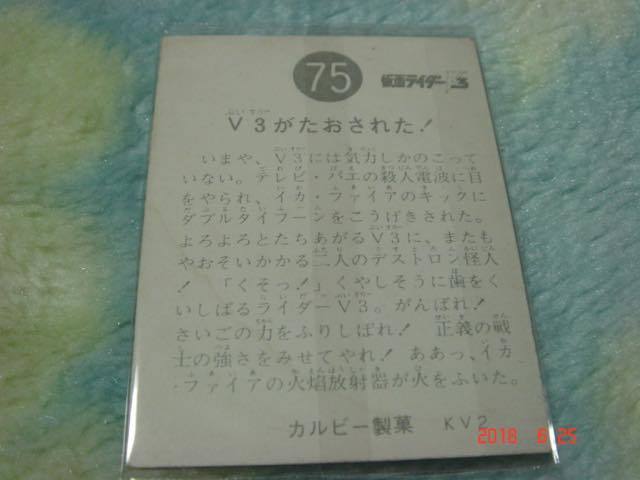 75
仮面ライダーV3
V3がたおされた!
いまや、V3には気力しかのこって
いない。テレビ・バエの殺人電波に目
をやられ、イカ・ファイアのキックに
ダブルタイフーンをこうげきされた。
よろよろとたちあがるV3に、またも
やおそいかかる二人のデストロン怪人
!「くそっ!」くやしそうに歯をく
いしばるライダーV3。がんばれ!
さいごの力をふりしぼれ! 正義の戦
士の強さをみせてやれ! ああっ、イカ
・ファイアの火焰放射器が火をふいた。
カルビー製菓 KV2
2018 6 25